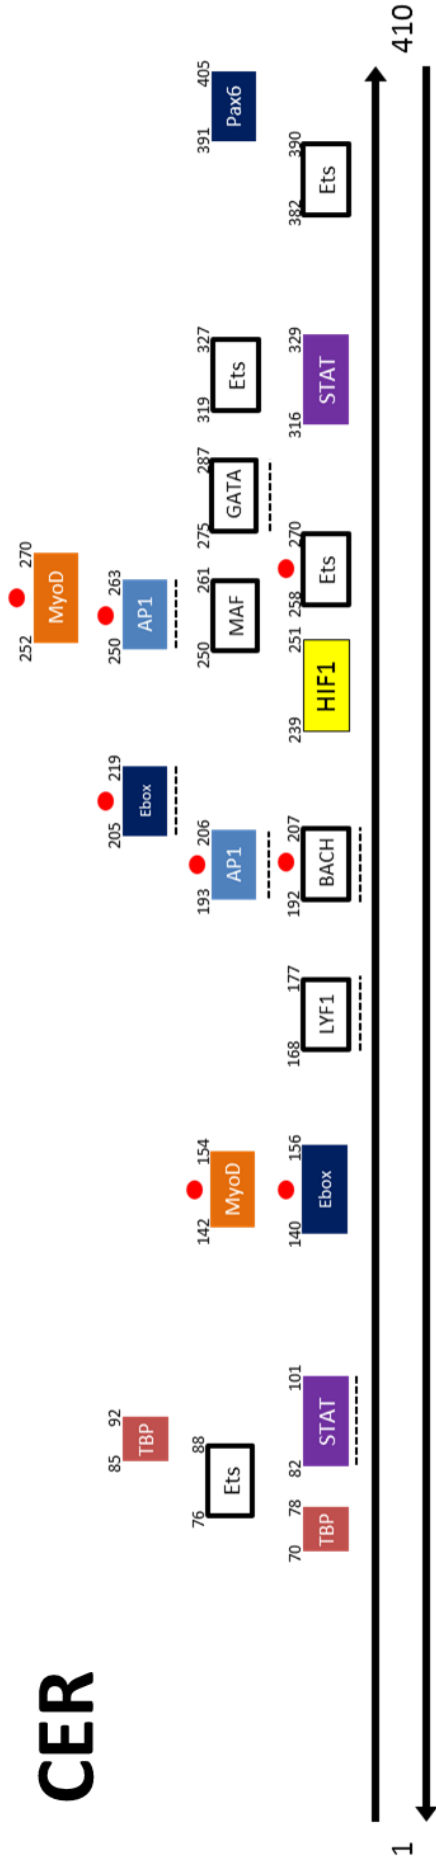 CER
252 270
MyoD
85 92
TBP
205 219
Ebox
250 263
AP1
76 88
Ets
142 154
MyoD
193 206
AP1
250 261
MAF
275 287
GATA
319 327
Ets
391 405
Pax6
70 78
TBP
82 101
STAT
140 156
Ebox
168 177
LYF1
192 207
BACH
239 251
HIF1
258 270
Ets
316 329
STAT
382 390
Ets
1 410